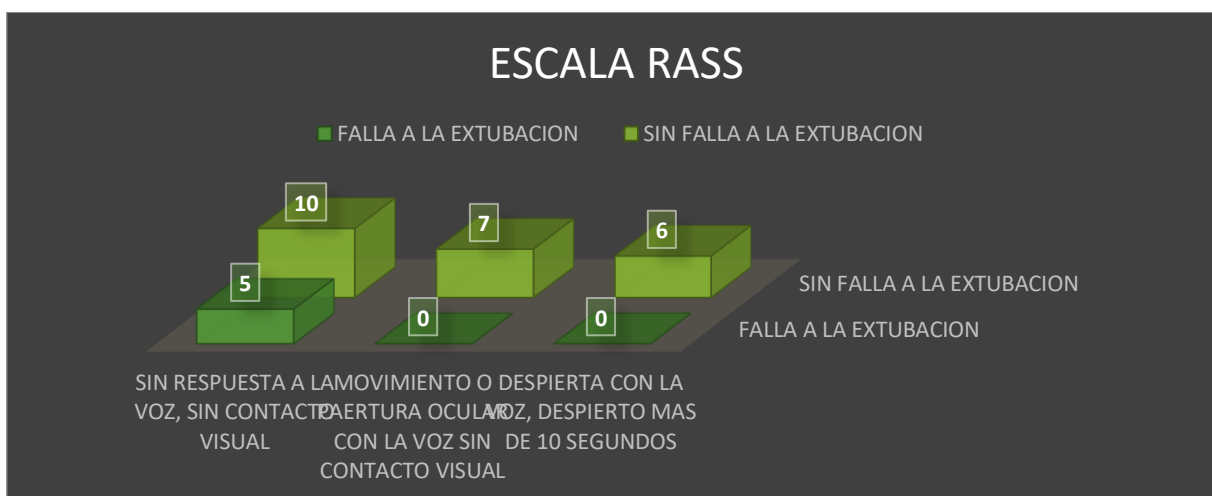 ESCALA RASS
FALLA A LA EXTUBACION
SIN FALLA A LA EXTUBACION
10
7
6
5
0
0
SIN FALLA A LA EXTUBACION
FALLA A LA EXTUBACION
SIN RESPUESTA A LA
VOZ, SIN CONTACTO
VISUAL
MOVIMIENTO O
PAERTURA OCULAR
CON LA VOZ SIN
CONTACTO VISUAL
DESPIERTA CON LA
VOZ, DESPIERTO MAS
DE 10 SEGUNDOS